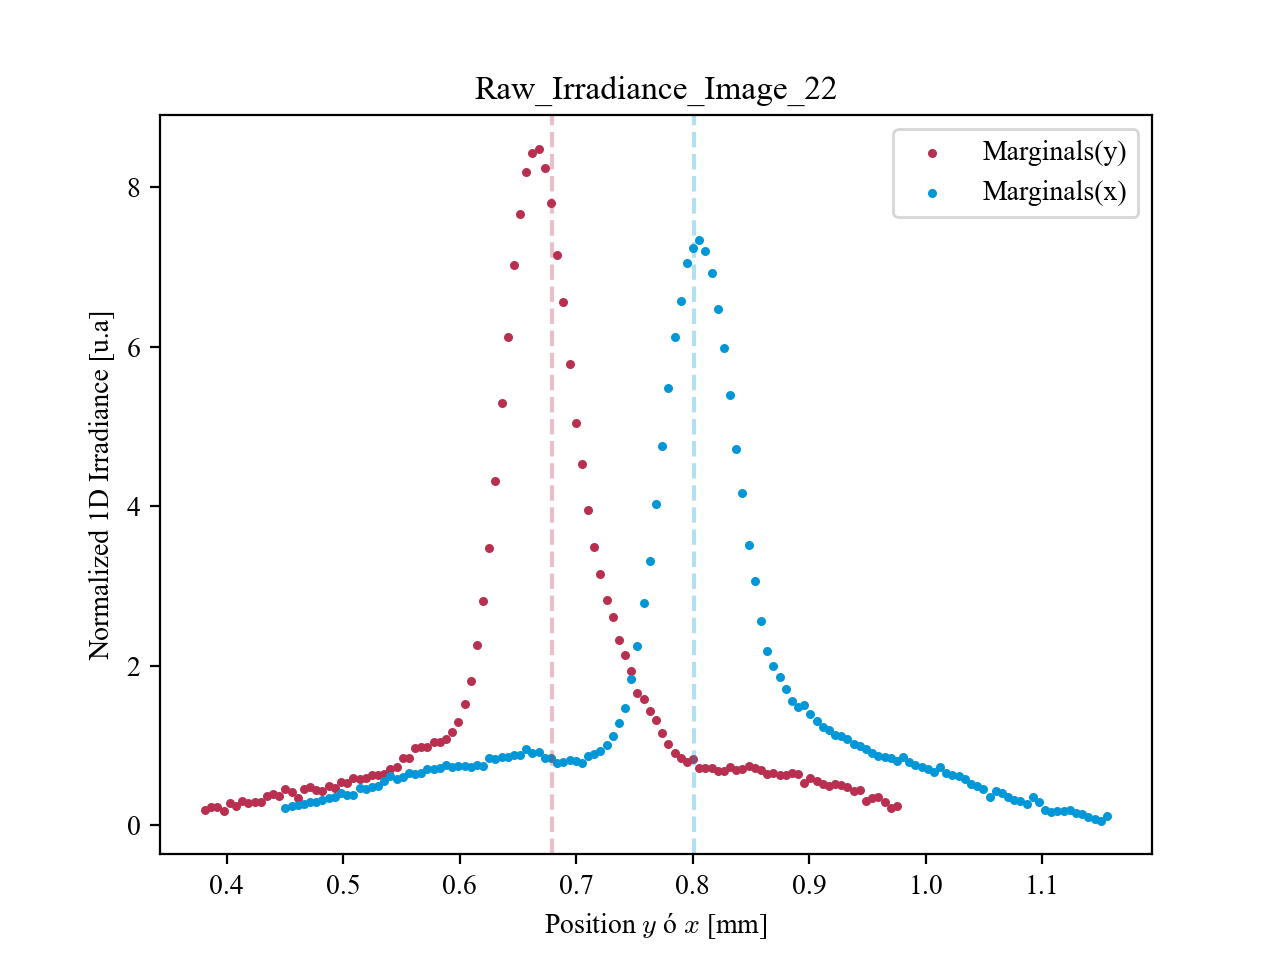 Raw_Irradiance_Image_22
Marginals(y)
Marginals(x)
Normalized 1D Irradiance [u.a]
8
6
4
2
0
0.4 0.5 0.6 0.7 0.8 0.9 1.0 1.1
Position y ó x [mm]